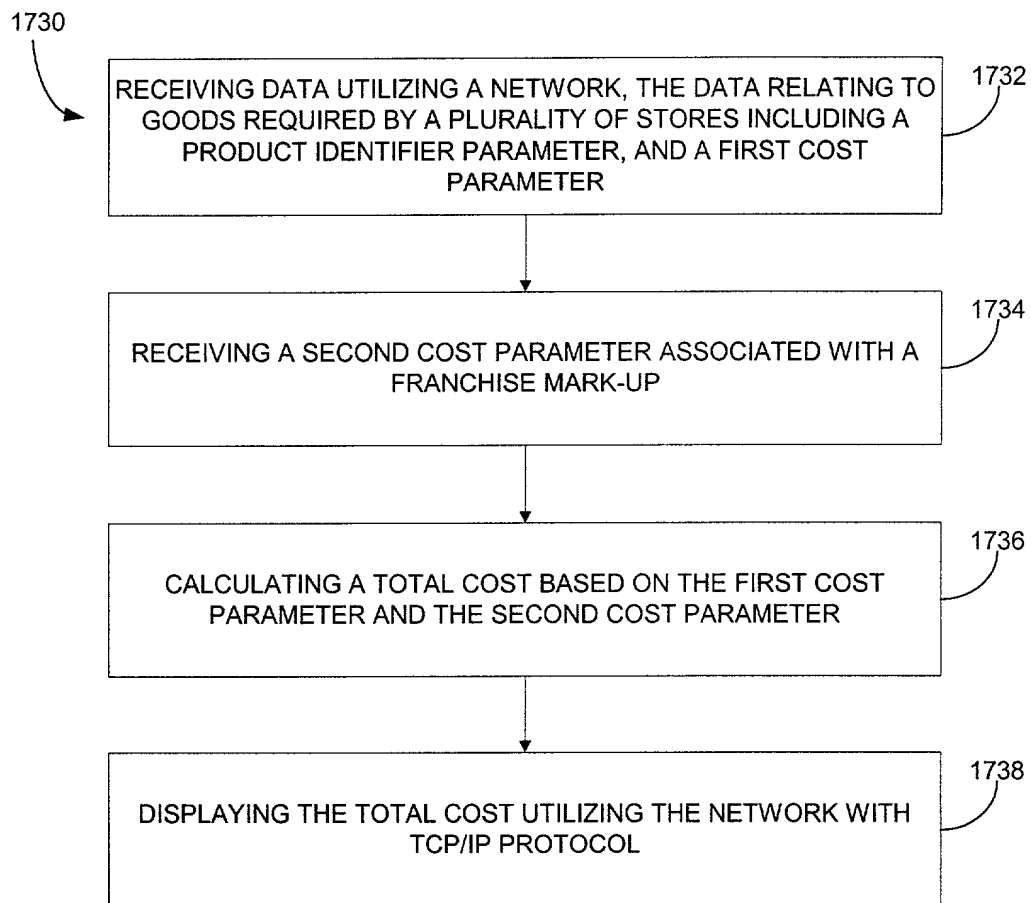 1730
RECEIVING DATA UTILIZING A NETWORK, THE DATA RELATING TO
GOODS REQUIRED BY A PLURALITY OF STORES INCLUDING A
PRODUCT IDENTIFIER PARAMETER, AND A FIRST COST
PARAMETER
1732
RECEIVING A SECOND COST PARAMETER ASSOCIATED WITH A
FRANCHISE MARK-UP
1734
CALCULATING A TOTAL COST BASED ON THE FIRST COST
PARAMETER AND THE SECOND COST PARAMETER
1736
DISPLAYING THE TOTAL COST UTILIZING THE NETWORK WITH
TCP/IP PROTOCOL
1738